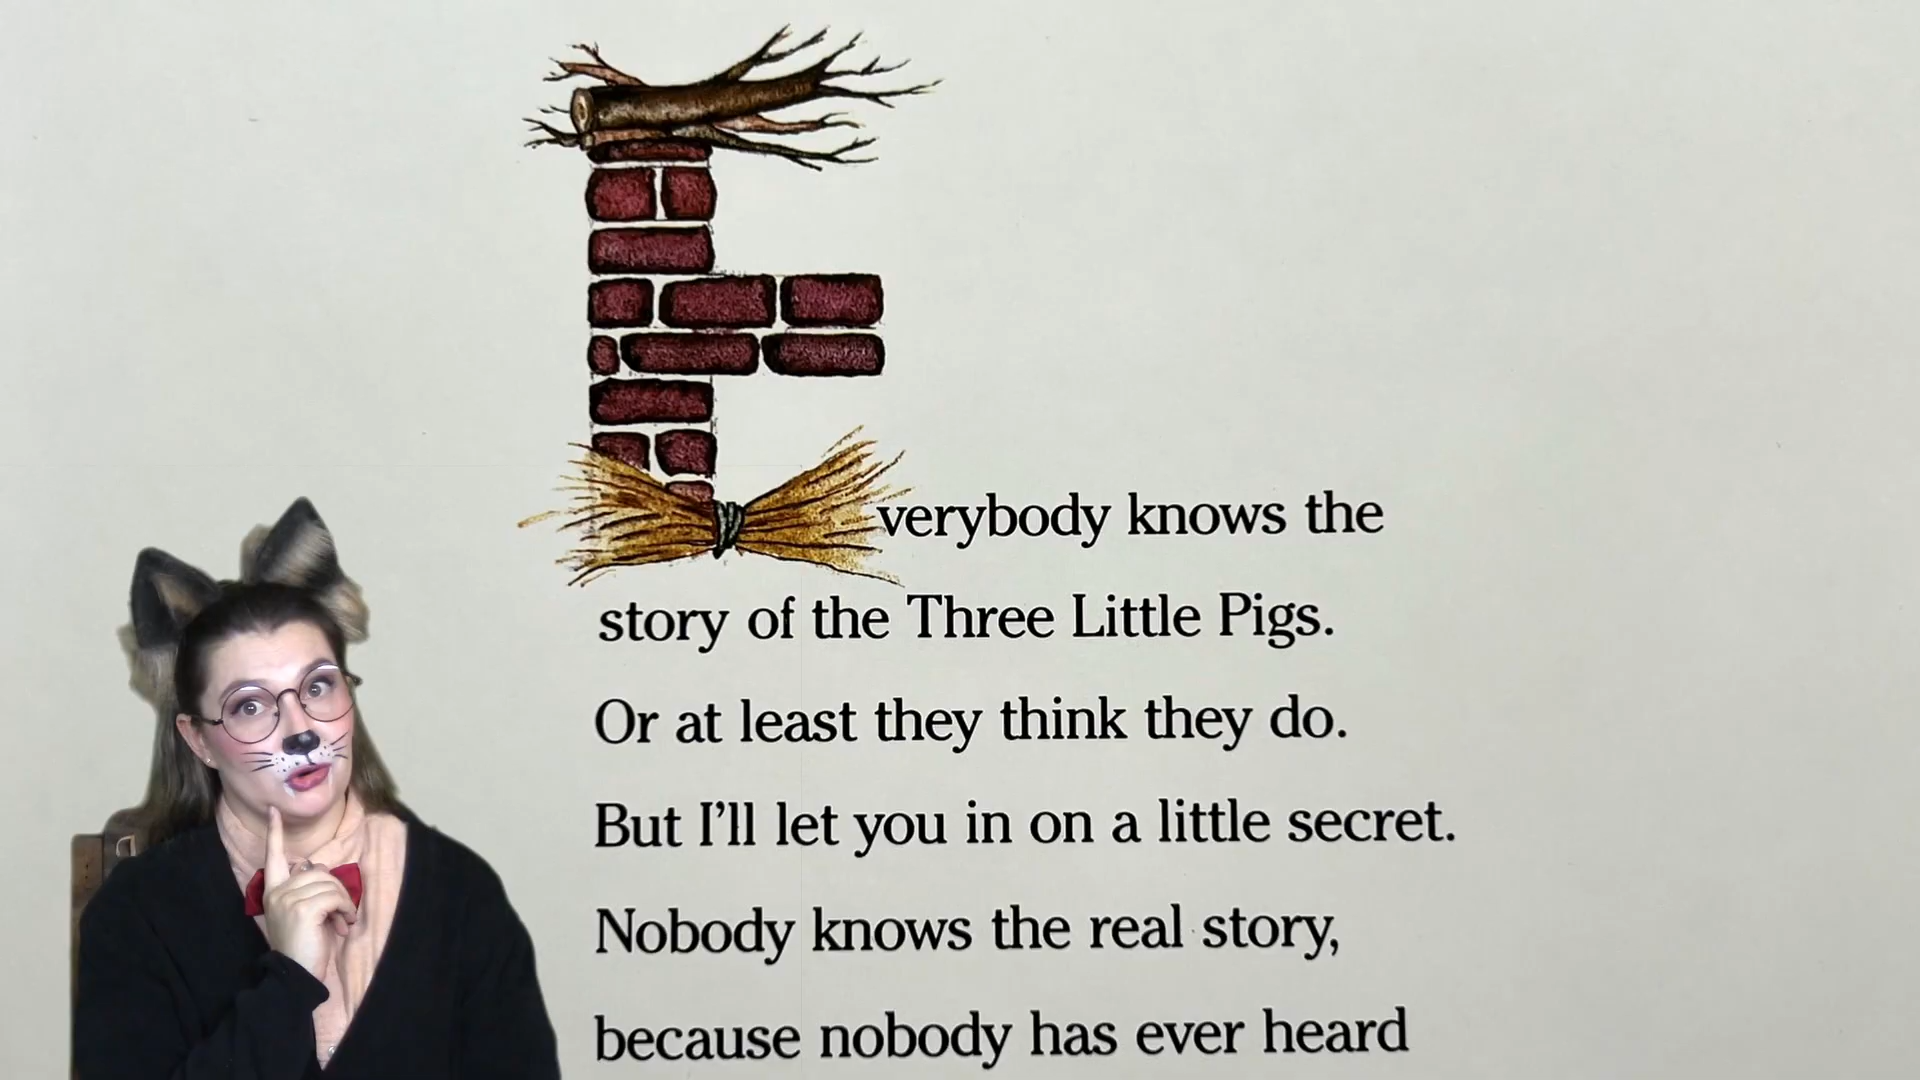 Everybody knows the
story of the Three Little Pigs.
Or at least they think they do.
But I'll let you in on a little secret.
Nobody knows the real story,
because nobody has ever heard